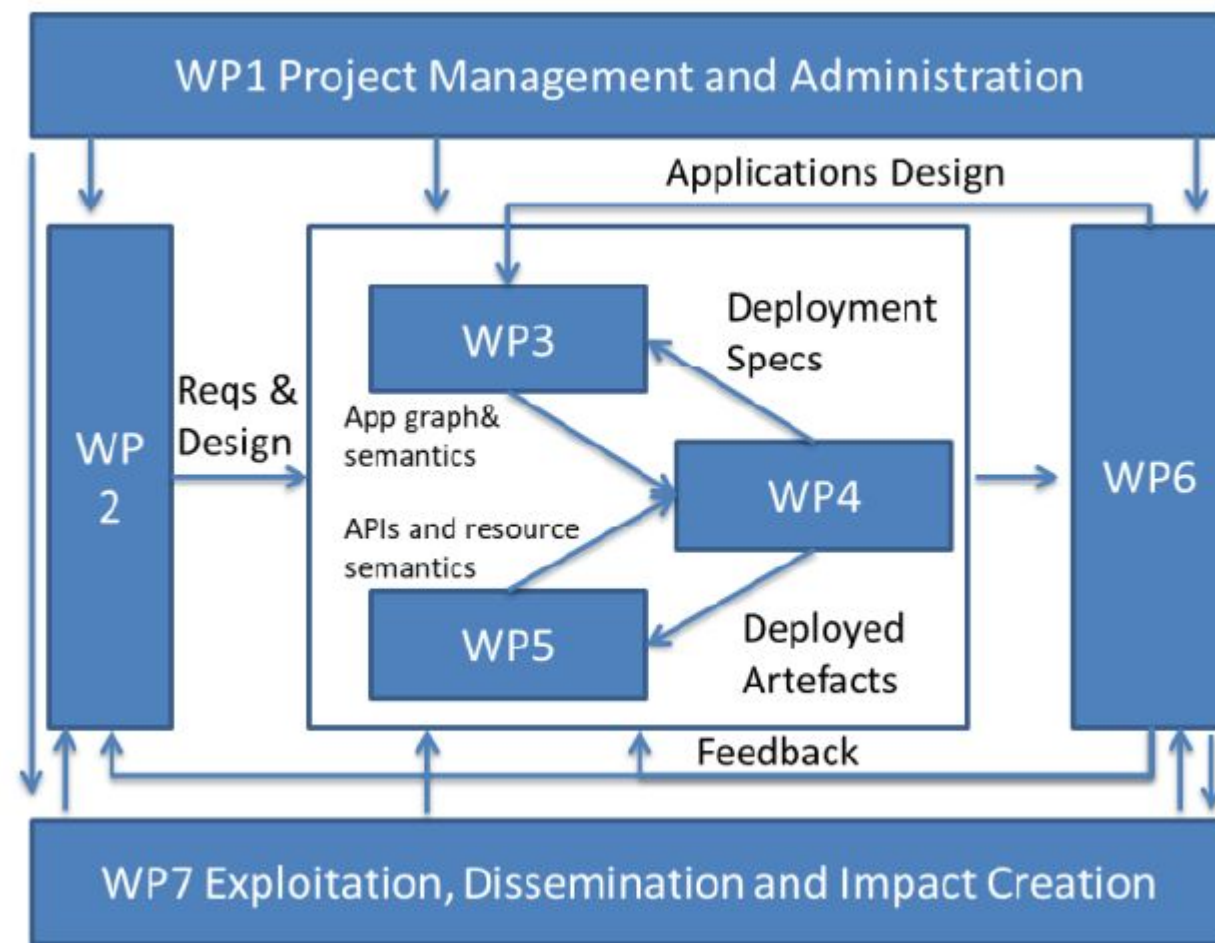 WP1 Project Management and Administration
Applications Design
WP3
Deployment
Specs
Reqs &
Design
App graph&
semantics
WP
2
WP4
WP6
APIs and resource
semantics
WP5
Deployed
Artefacts
Feedback
WP7 Exploitation, Dissemination and Impact Creation